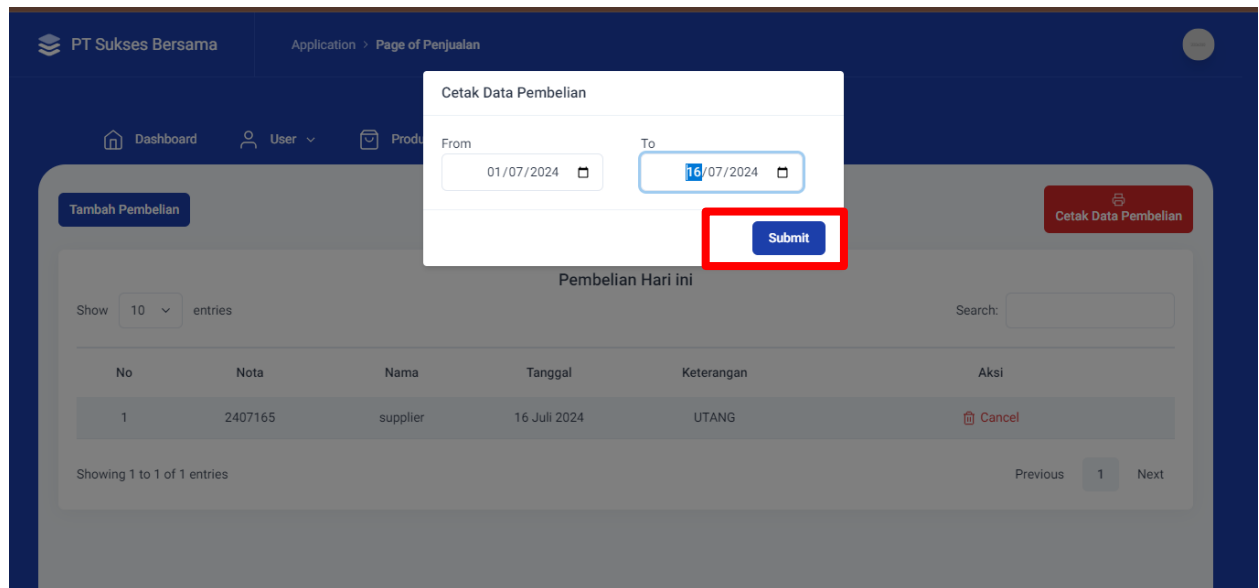 PT Sukses Bersama
Application > Page of Penjualan
Cetak Data Pembelian
Dashboard
User
Produ
From
To
01/07/2024
16/07/2024
Submit
Tambah Pembelian
Cetak Data Pembelian
Pembelian Hari ini
Show 10 entries
Search:
No Nota Nama Tanggal Keterangan Aksi
1 2407165 supplier 16 Juli 2024 UTANG Cancel
Showing 1 to 1 of 1 entries
Previous 1 Next